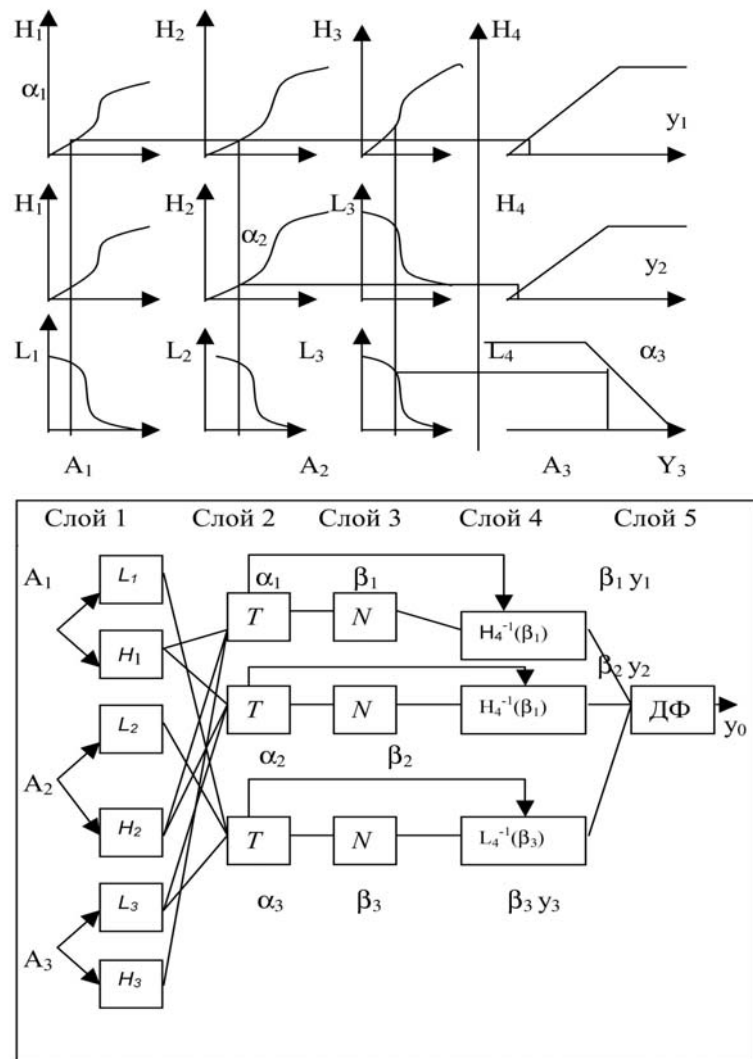 H₁ H₂ H₃ H₄
α₁
y₁
H₁ H₂ L₃ H₄
α₂
y₂
L₁ L₂ L₃ L₄ α₃
A₁ A₂ A₃ Y₃
Слой 1 Слой 2 Слой 3 Слой 4 Слой 5
A₁ L₁ α₁ β₁ β₁ y₁
T N H₄⁻¹(β₁)
H₁
β₂ y₂
L₂ T N H₄⁻¹(β₁) ДФ
y₀
A₂ α₂ β₂
H₂ T N L₄⁻¹(β₃)
L₃ α₃ β₃ β₃ y₃
A₃
H₃